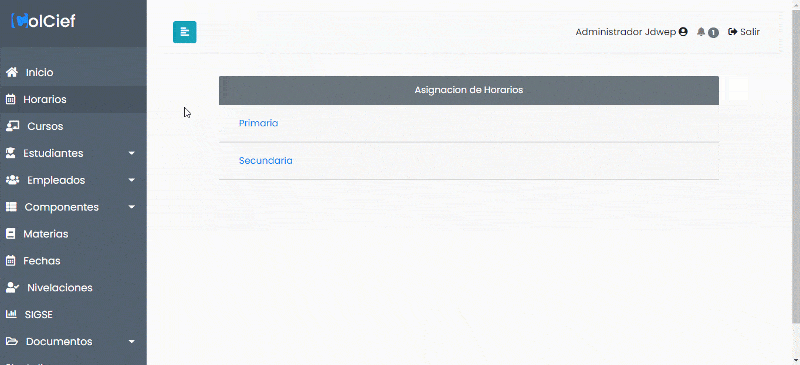 olCief
Administrador Jdwep
1
Salir
Inicio
Horarios
Cursos
Estudiantes
Empleados
Componentes
Materias
Fechas
Nivelaciones
SIGSE
Documentos
Asignacion de Horarios
Primaria
Secundaria